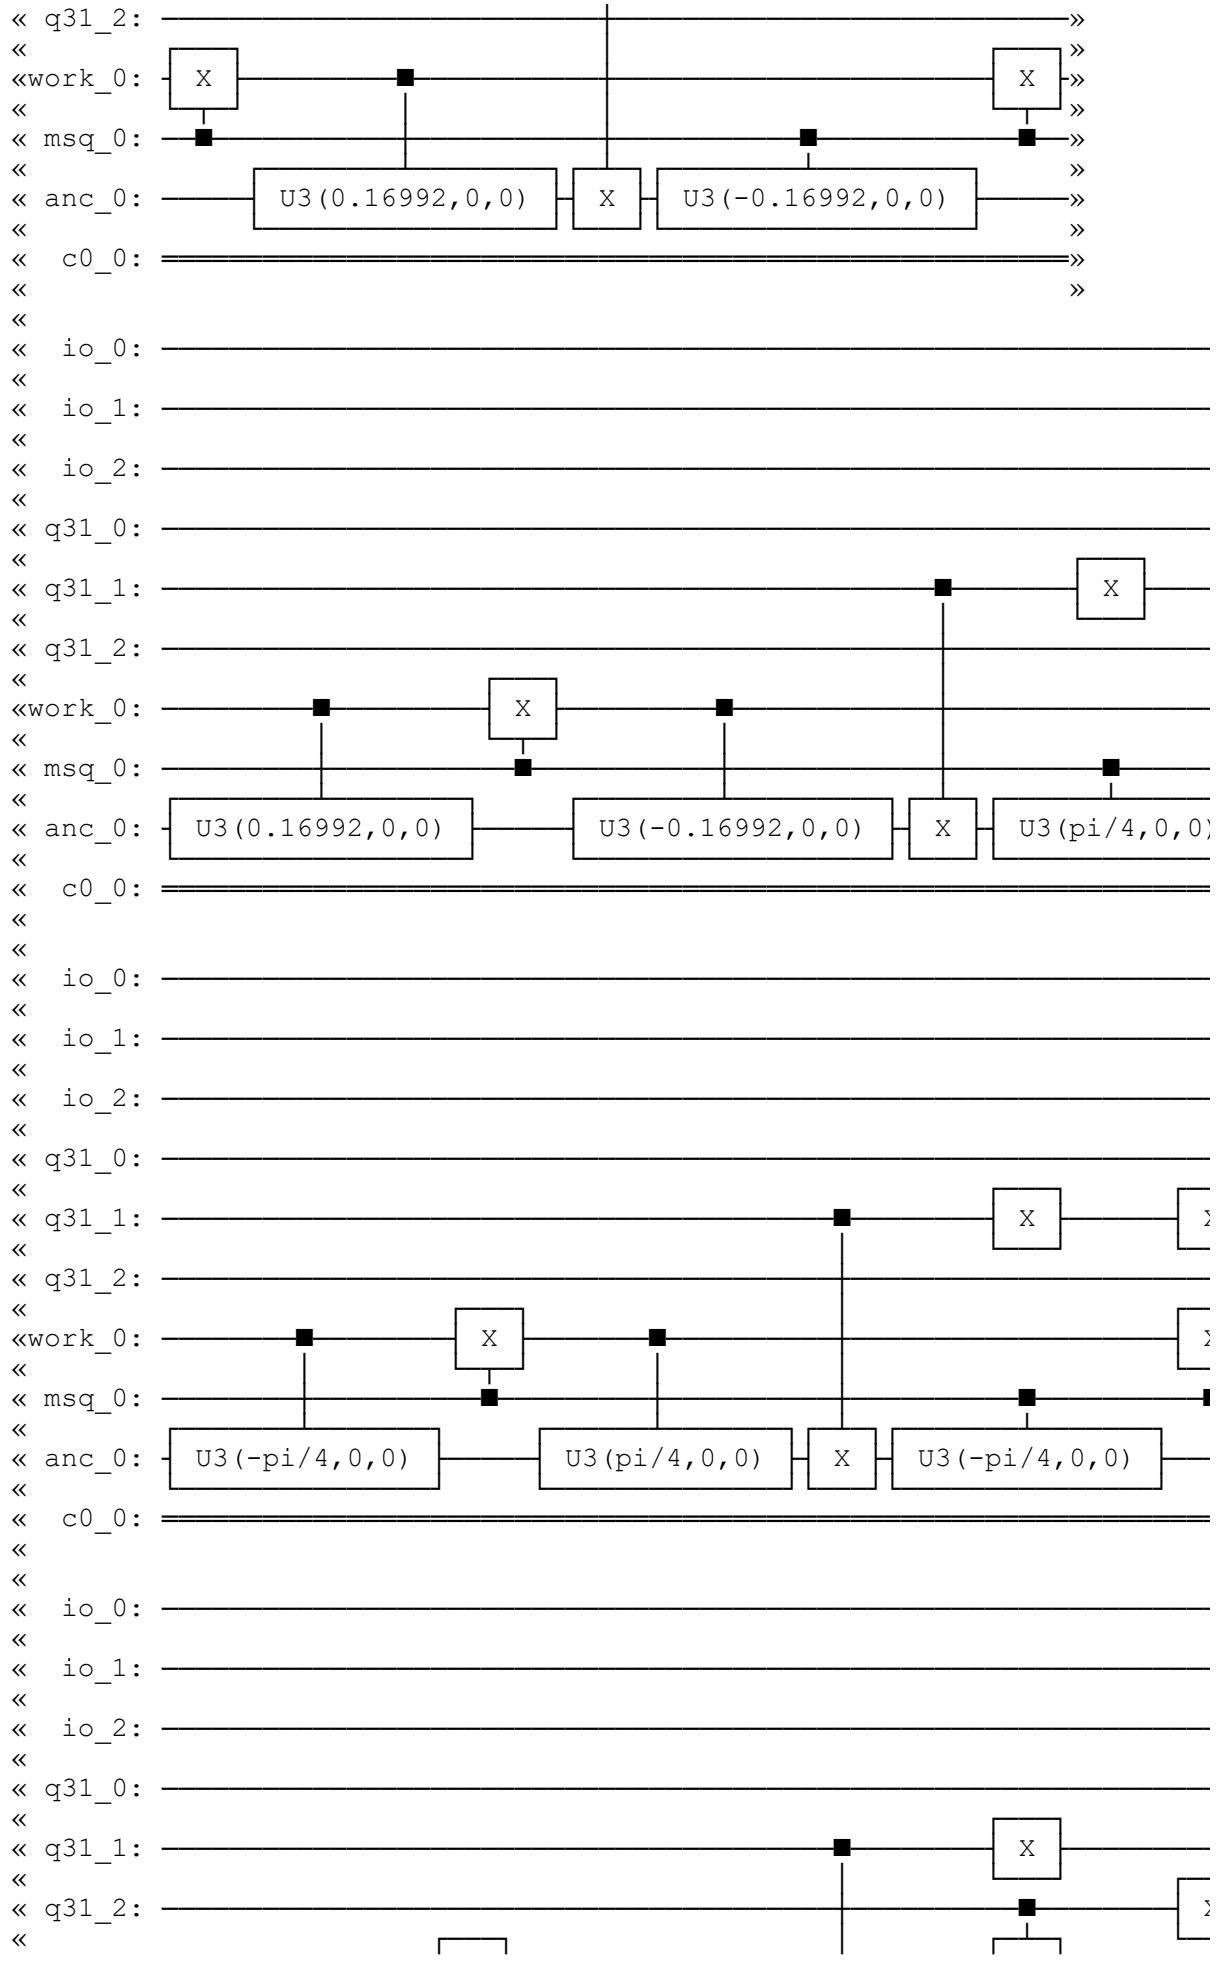 « q31_2: »
« »
«work_0: X X »
« »
« msq_0: »
« »
« anc_0: U3(0.16992,0,0) X U3(-0.16992,0,0) »
« »
« c0_0: »
« »
«
« io_0:
«
« io_1:
«
« io_2:
«
« q31_0:
«
« q31_1: X
«
« q31_2:
«
«work_0: X
«
« msq_0:
«
« anc_0: U3(0.16992,0,0) U3(-0.16992,0,0) X U3(pi/4,0,0)
«
« c0_0:
«
«
« io_0:
«
« io_1:
«
« io_2:
«
« q31_0:
«
« q31_1: X
«
« q31_2:
«
«work_0: X
«
« msq_0:
«
« anc_0: U3(-pi/4,0,0) U3(pi/4,0,0) X U3(-pi/4,0,0)
«
« c0_0:
«
«
« io_0:
«
« io_1:
«
« io_2:
«
« q31_0:
«
« q31_1: X
«
« q31_2:
«